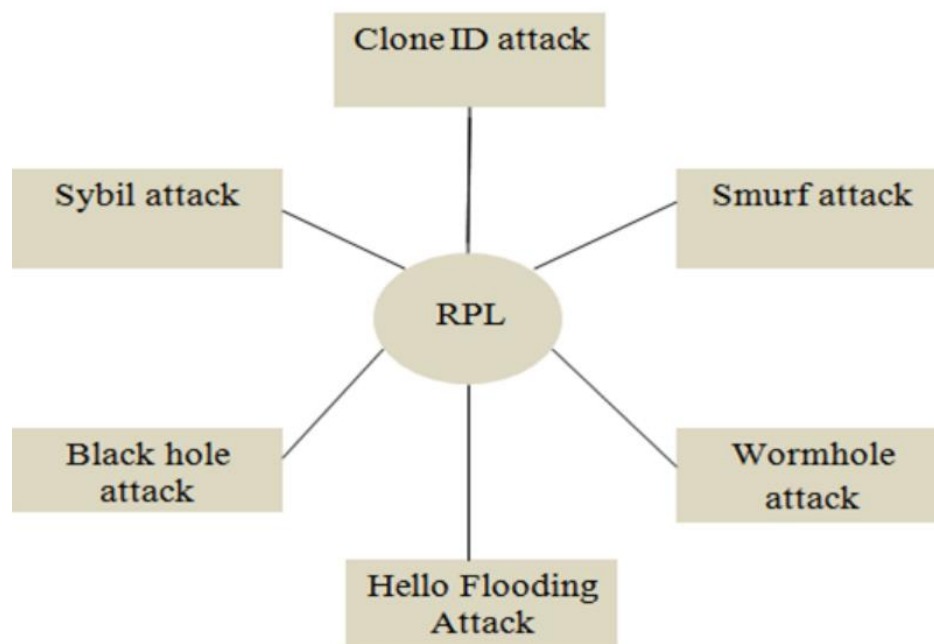 Clone ID attack
Sybil attack
Smurf attack
RPL
Black hole
attack
Wormhole
attack
Hello Flooding
Attack